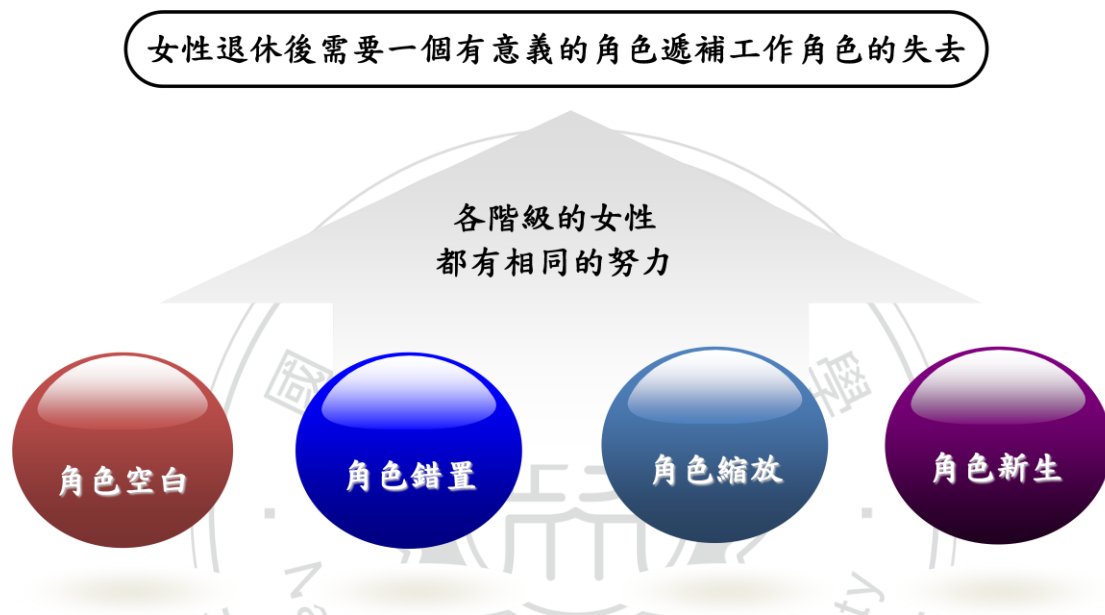 女性退休後需要一個有意義的角色遞補工作角色的失去
各階級的女性
都有相同的努力
角色空白
角色錯置
角色縮放
角色新生
國
學